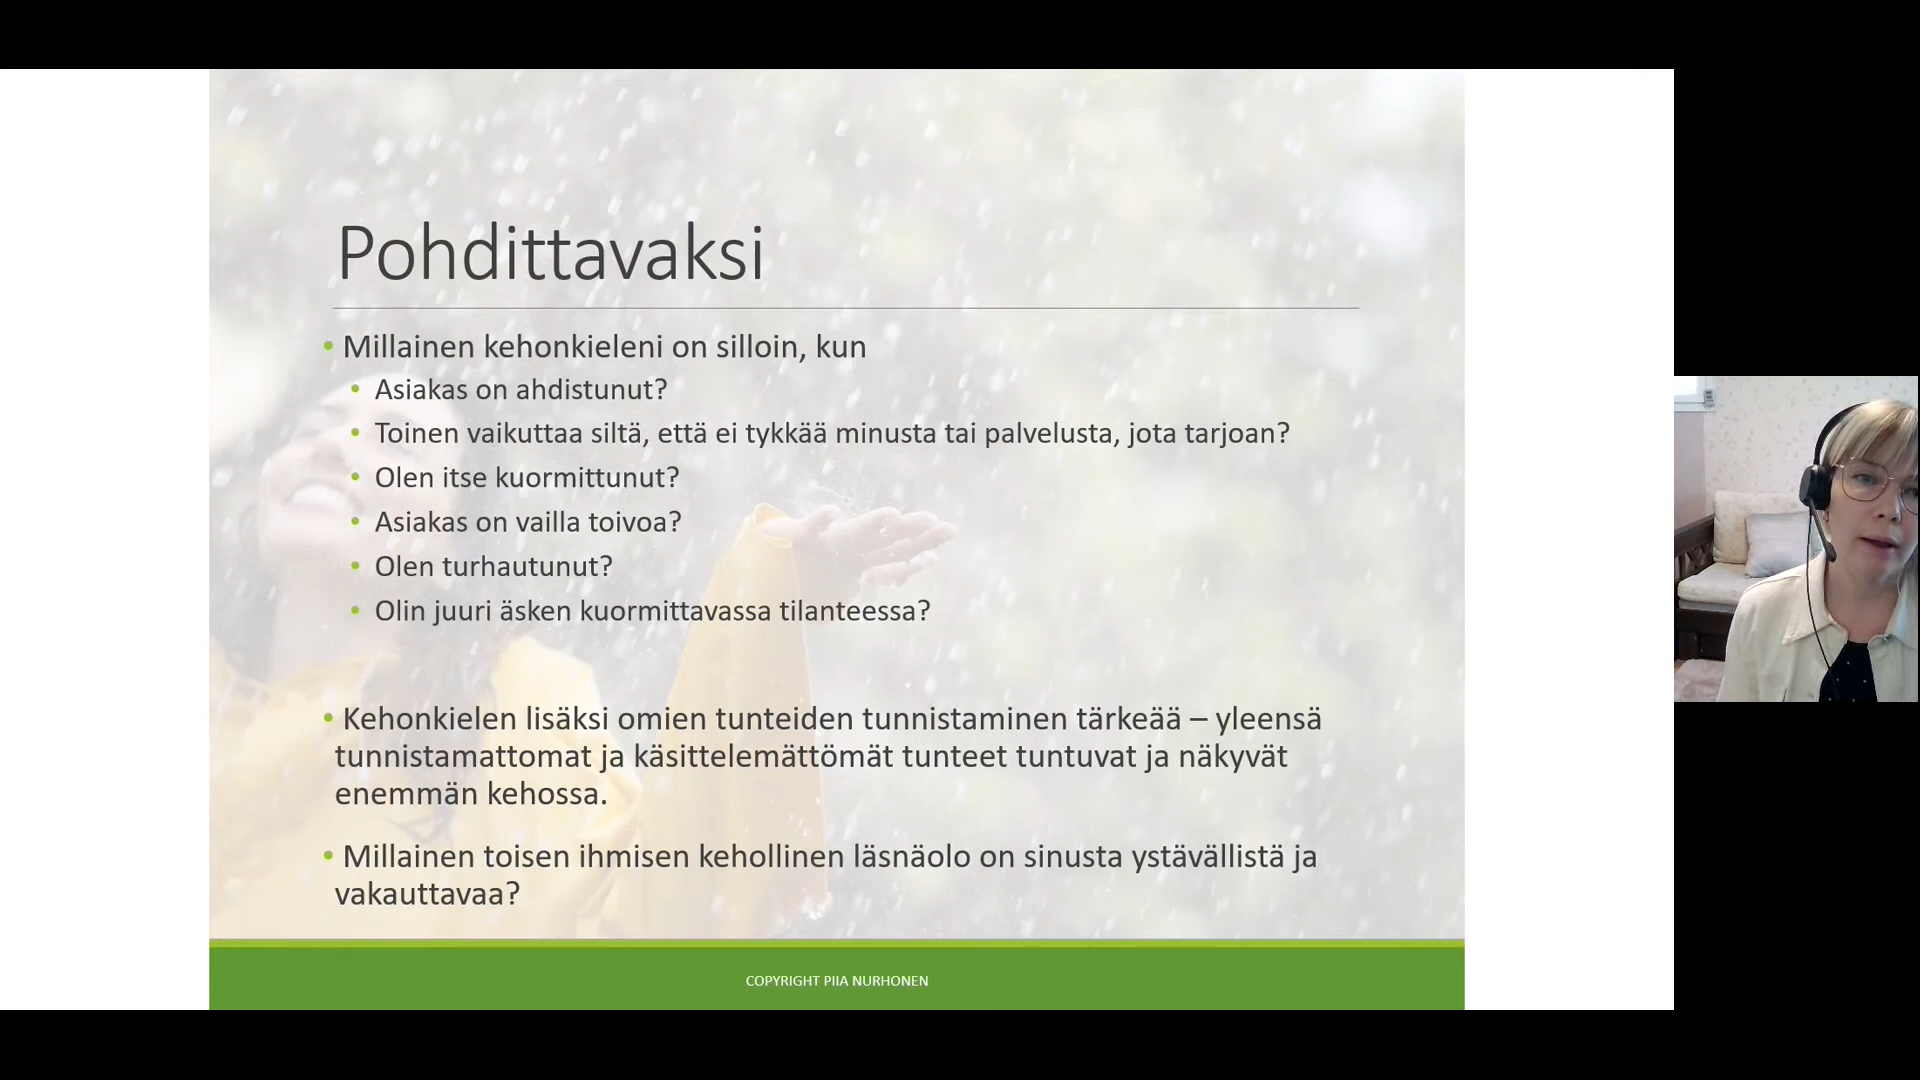 Pohdittavaksi
• Millainen kehonkieleni on silloin, kun
• Asiakas on ahdistunut?
• Toinen vaikuttaa siltä, että ei tykkää minusta tai palvelusta, jota tarjoan?
• Olen itse kuormittunut?
• Asiakas on vailla toivoa?
• Olen turhautunut?
• Olin juuri äsken kuormittavassa tilanteessa?
• Kehonkielen lisäksi omien tunteiden tunnistaminen tärkeää – yleensä
tunnistamattomat ja käsittelemättömät tunteet tuntuvat ja näkyvät
enemmän kehossa.
• Millainen toisen ihmisen kehollinen läsnäolo on sinusta ystävällistä ja
vakauttavaa?
COPYRIGHT PIIA NURHONEN